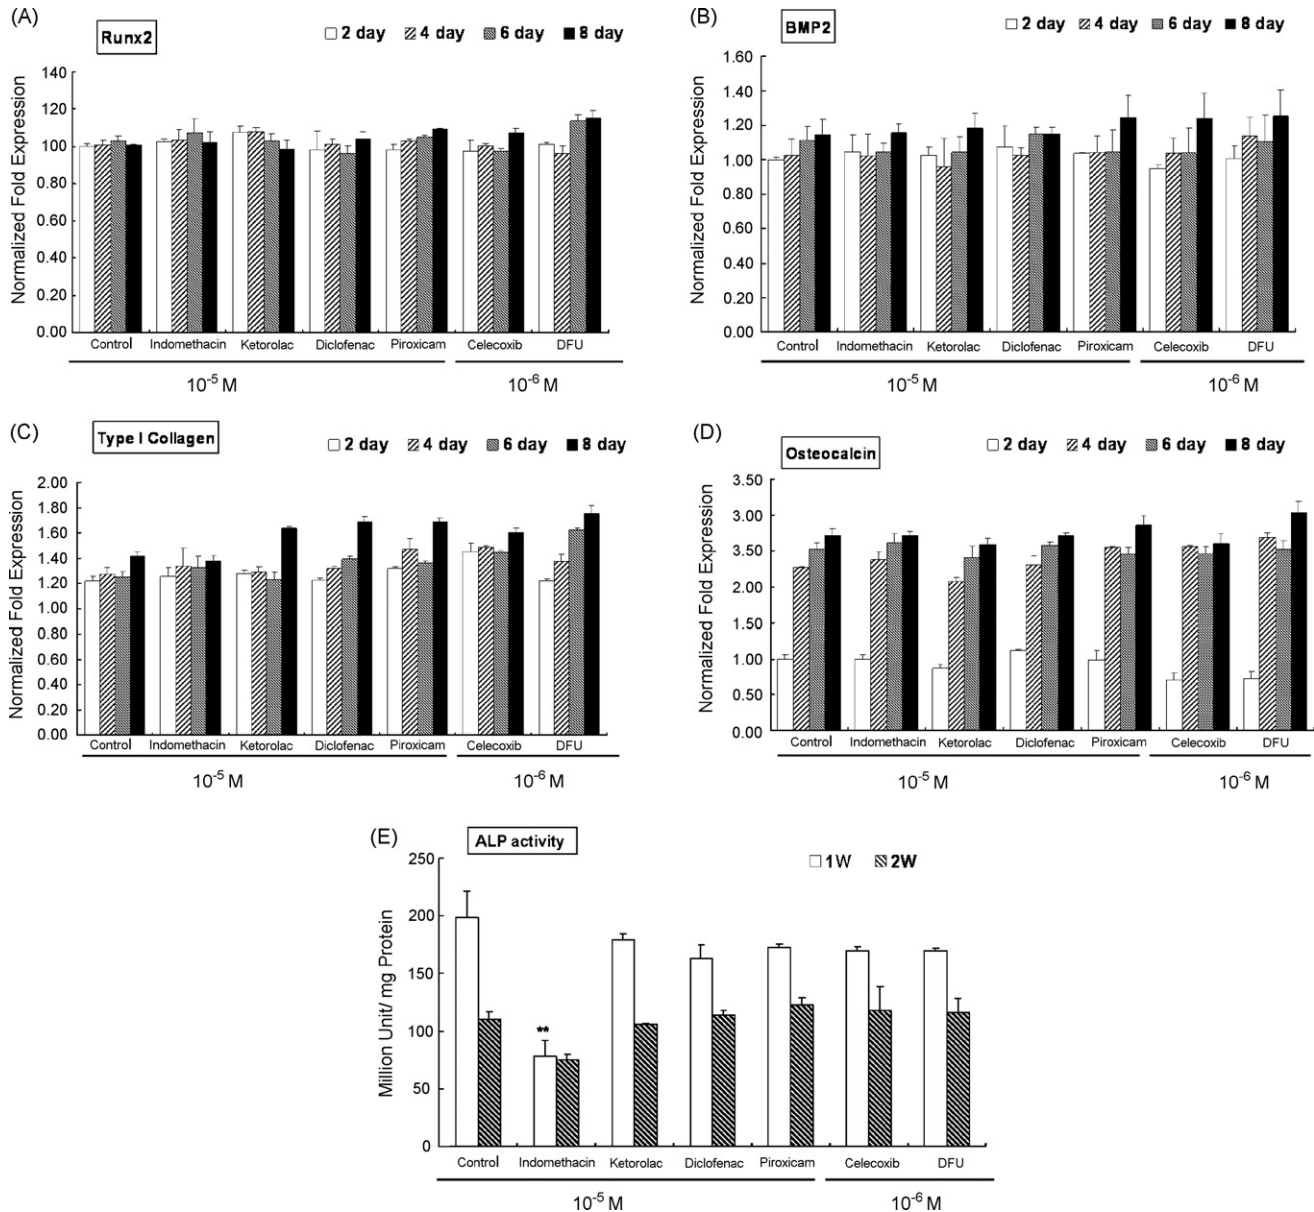 (A)
Runx2
2 day 4 day 6 day 8 day
Normalized Fold Expression
140
120
100
0.80
0.60
0.40
0.20
0.00
Control Indomethacin Ketorolac Diclofenac Piroxicam Celecoxib DFU
10-5 M 10-6 M
(B)
BMP2
2 day 4 day 6 day 8 day
Normalized Fold Expression
1.60
1.40
1.20
1.00
0.80
0.60
0.40
0.20
0.00
Control Indomethacin Ketorolac Diclofenac Piroxicam Celecoxib DFU
10-5 M 10-6 M
(C)
Type I Collagen
2 day 4 day 6 day 8 day
Normalized Fold Expression
2.00
1.80
1.60
1.40
1.20
1.00
0.80
0.60
0.40
0.20
0.00
Control Indomethacin Ketorolac Diclofenac Piroxicam Celecoxib DFU
10-5 M 10-6 M
(D)
Osteocalcin
2 day 4 day 6 day 8 day
Normalized Fold Expression
3.50
3.00
2.50
2.00
1.50
1.00
0.50
0.00
Control Indomethacin Ketorolac Diclofenac Piroxicam Celecoxib DFU
10-5 M 10-6 M
(E)
ALP activity
1W 2W
Million Unit/ mg Protein
250
200
150
100
50
0
**
Control Indomethacin Ketorolac Diclofenac Piroxicam Celecoxib DFU
10-5 M 10-6 M